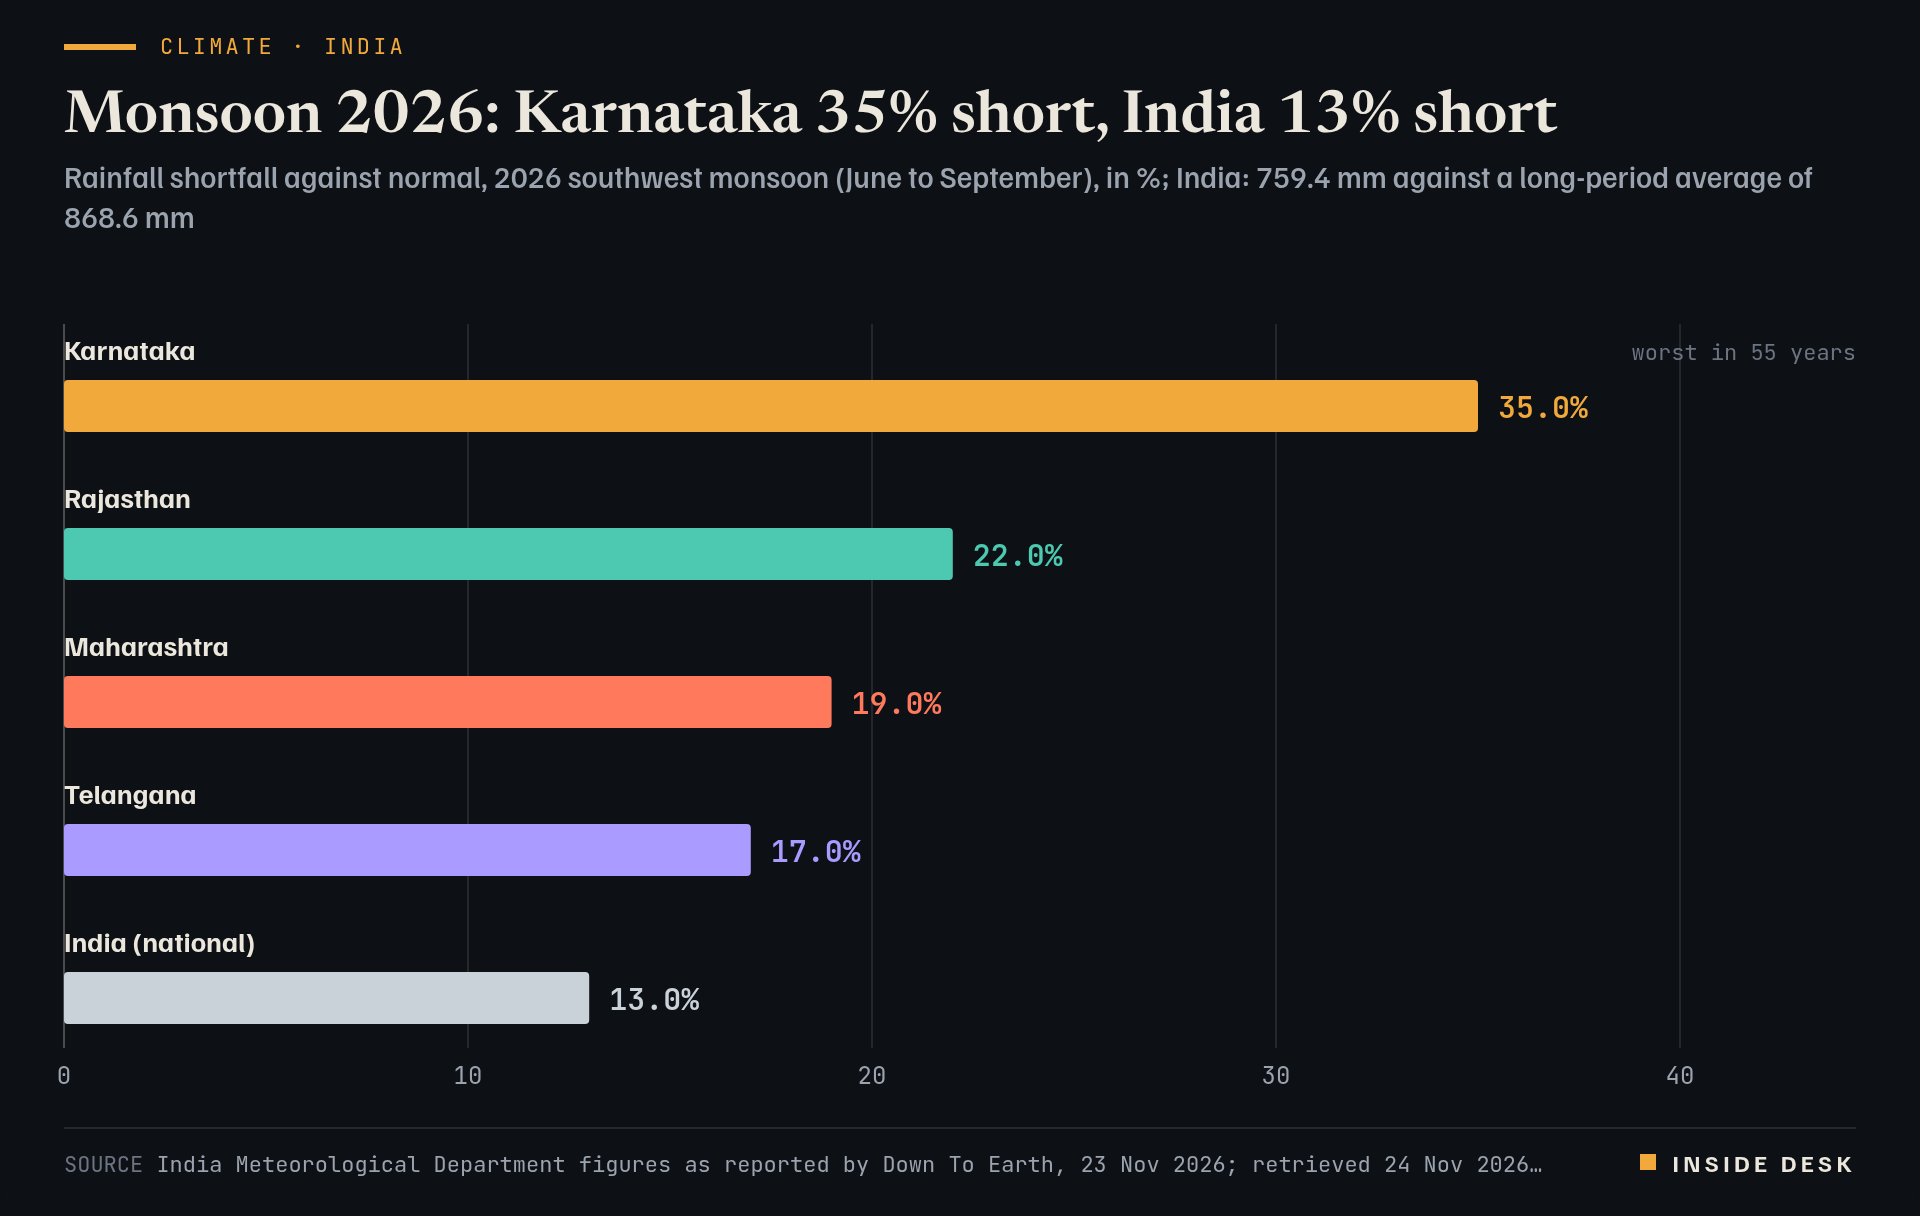 CLIMATE · INDIA
Monsoon 2026: Karnataka 35% short, India 13% short
Rainfall shortfall against normal, 2026 southwest monsoon (June to September), in %; India: 759.4 mm against a long-period average of
868.6 mm
Karnataka
worst in 55 years
35.0%
Rajasthan
22.0%
Maharashtra
19.0%
Telangana
17.0%
India (national)
13.0%
0 10 20 30 40
SOURCE India Meteorological Department figures as reported by Down To Earth, 23 Nov 2026; retrieved 24 Nov 2026…
INSIDE DESK